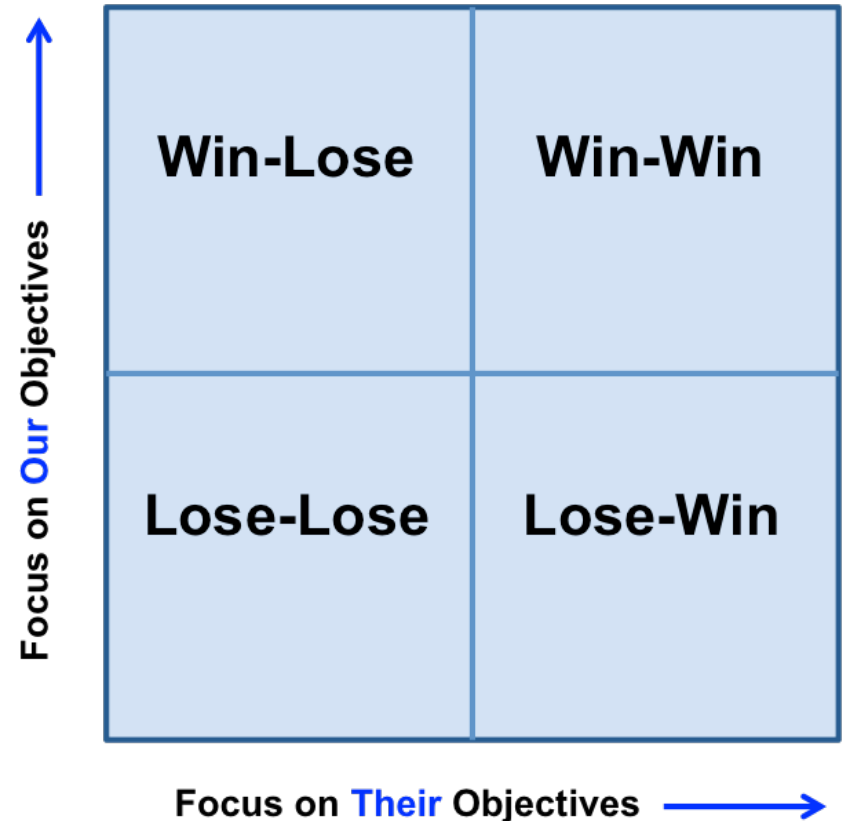 Win-Lose
Win-Win
Focus on Our Objectives
Lose-Lose
Lose-Win
Focus on Their Objectives